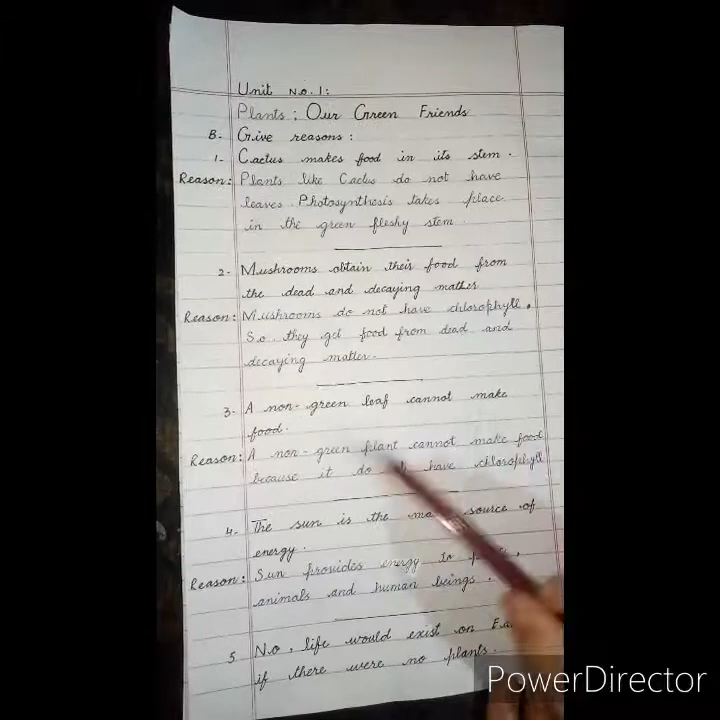 Unit No. 1:
Plants: Our Green Friends
B- Give reasons:
1- Cactus makes food in its stem.
Reason: Plants like Cactus do not have
leaves. Photosynthesis takes place
in the green fleshy stem
2- Mushrooms obtain their food from
the dead and decaying matter
Reason: Mushrooms do not have chlorophyll.
So, they get food from dead and
decaying matter.
3- A non-green leaf cannot make
food.
Reason: A non-green plant cannot make food
because it do have chlorophyll
4- The sun is the source of
energy.
Reason: Sun provides energy to
animals and human beings.
5 No, life would exist on
if there were no plants.
PowerDirector